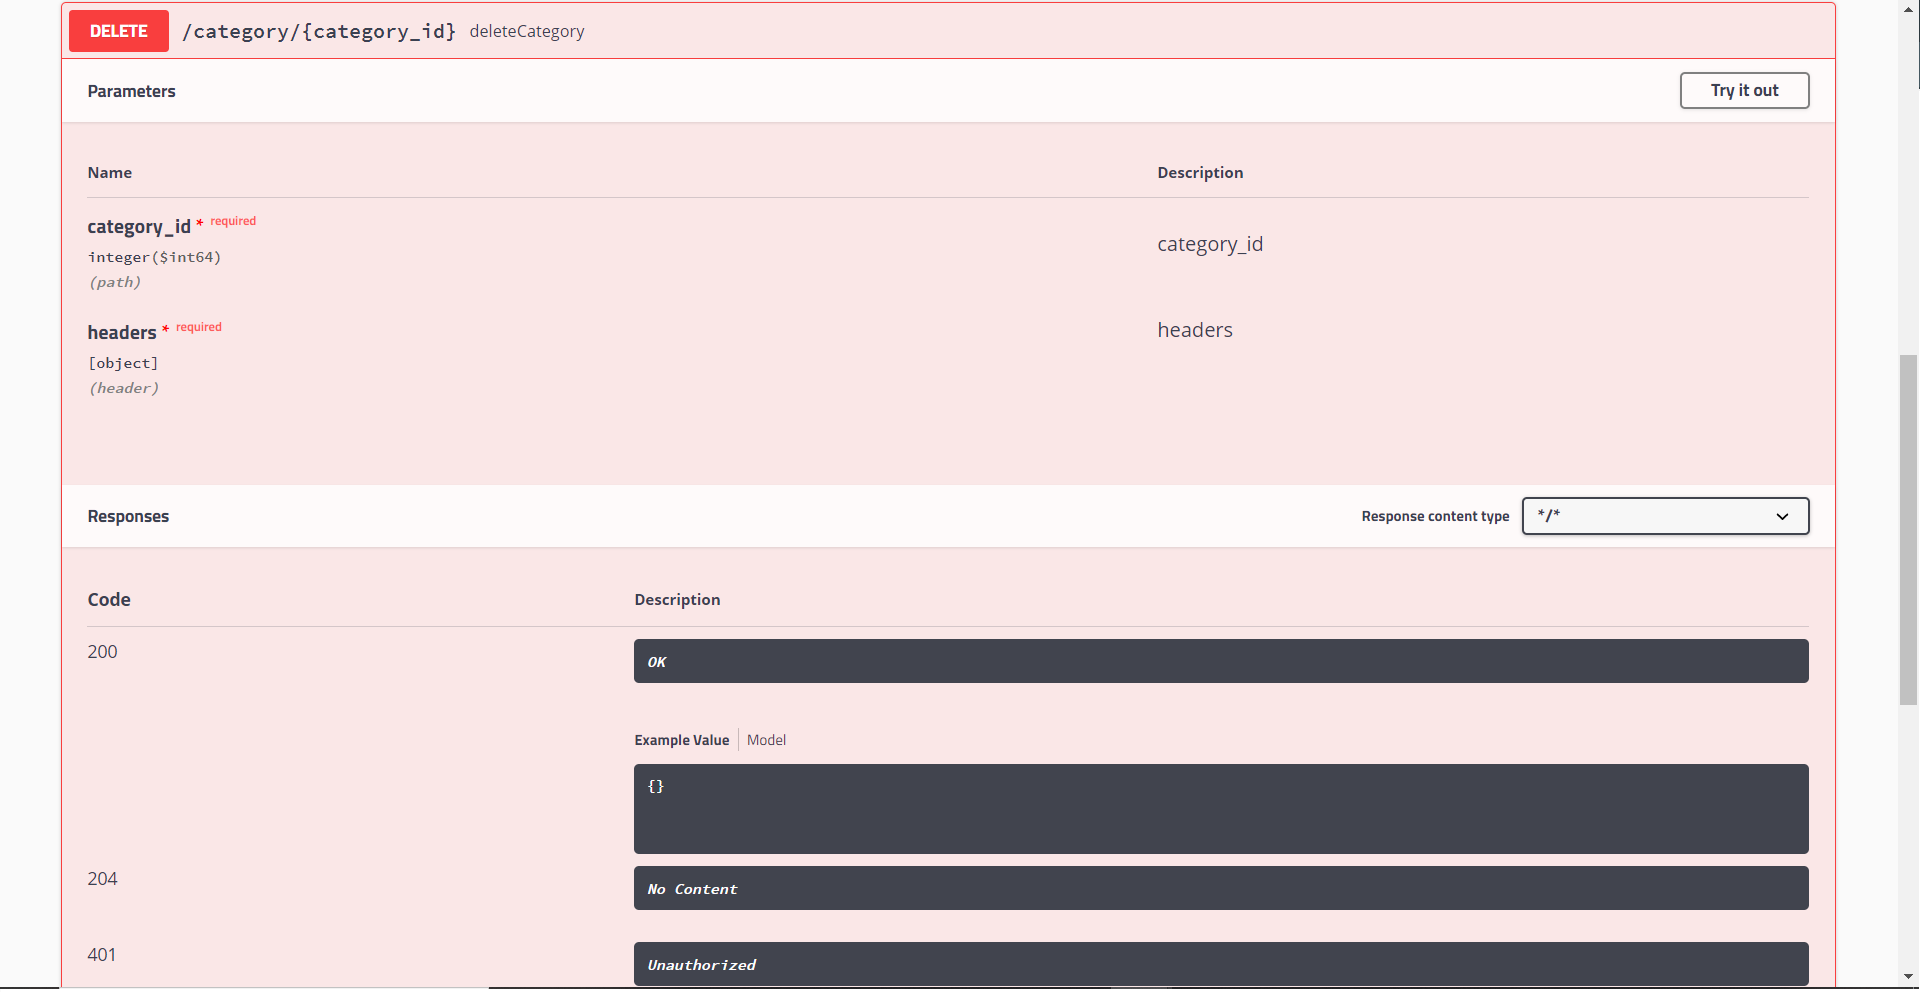 DELETE /category/{category_id} deleteCategory
Parameters Try it out
Name Description
category_id * required
integer($int64)
(path)
category_id
headers * required
[object]
(header)
headers
Responses Response content type */*
Code Description
200 OK
Example Value Model
{}
204 No Content
401 Unauthorized